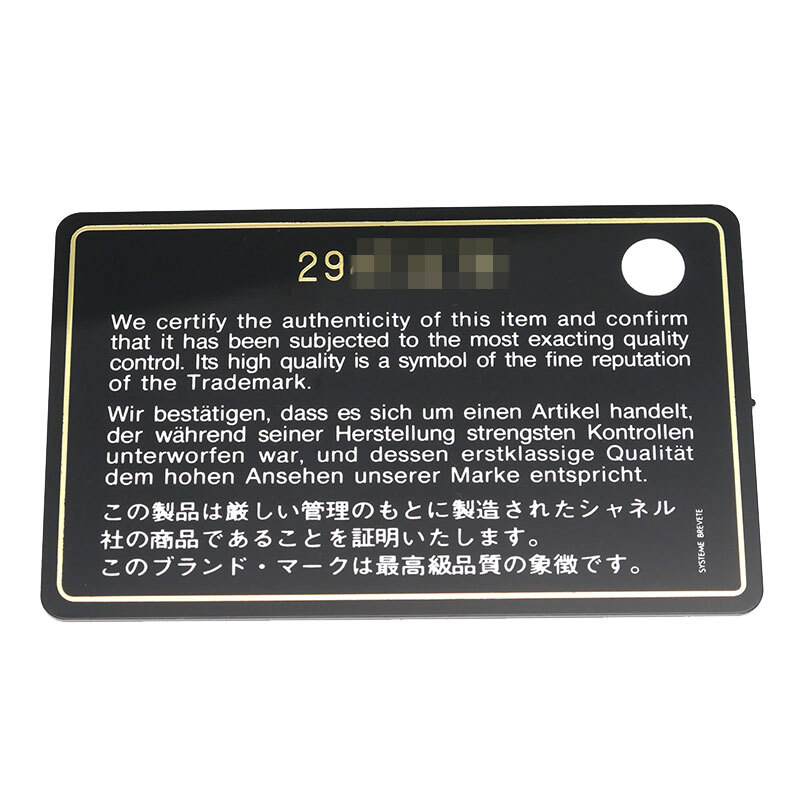 29
We certify the authenticity of this item and confirm
that it has been subjected to the most exacting quality
control. Its high quality is a symbol of the fine reputation
of the Trademark.
Wir bestätigen, dass es sich um einen Artikel handelt,
der während seiner Herstellung strengsten Kontrollen
unterworfen war, und dessen erstklassige Qualität
dem hohen Ansehen unserer Marke entspricht.
この製品は厳しい管理のもとに製造されたシャネル
社の商品であることを証明いたします。
このブランド・マークは最高級品質の象徴です。
SYSTEME BREVETE